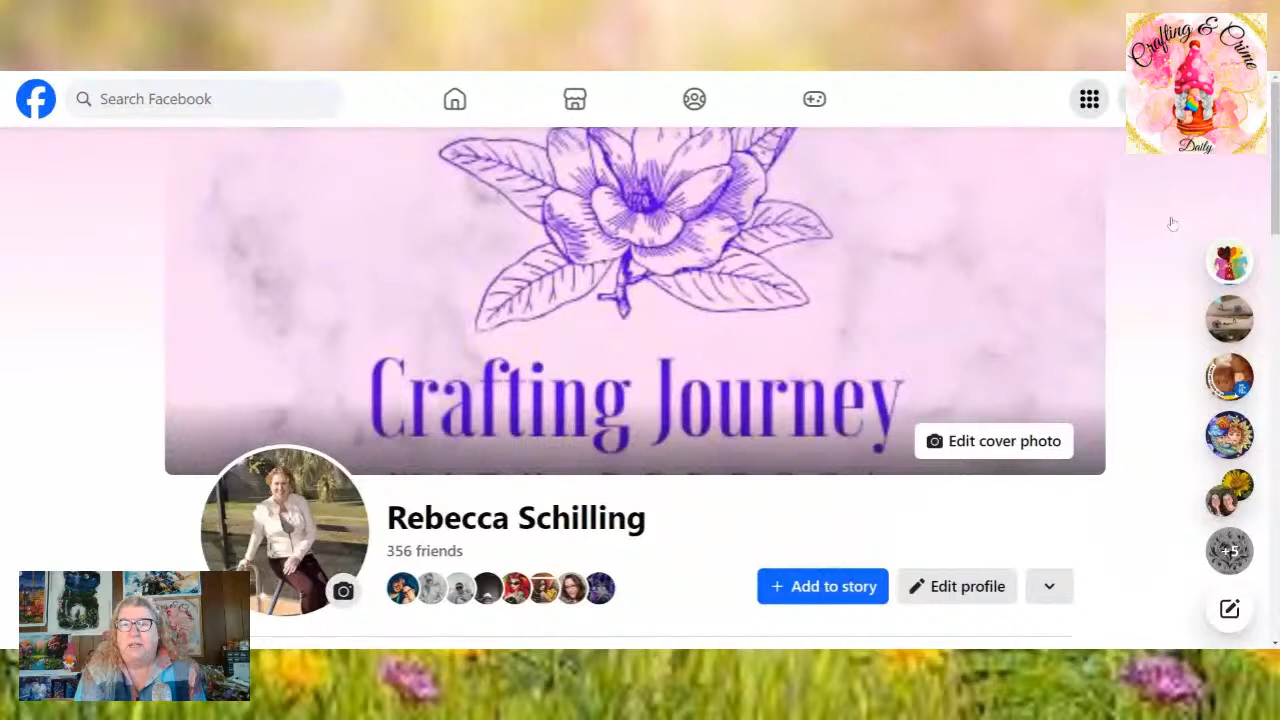 Crafting & Crime
Daily
Search Facebook
Crafting Journey
Edit cover photo
Rebecca Schilling
356 friends
+ Add to story
Edit profile
+5